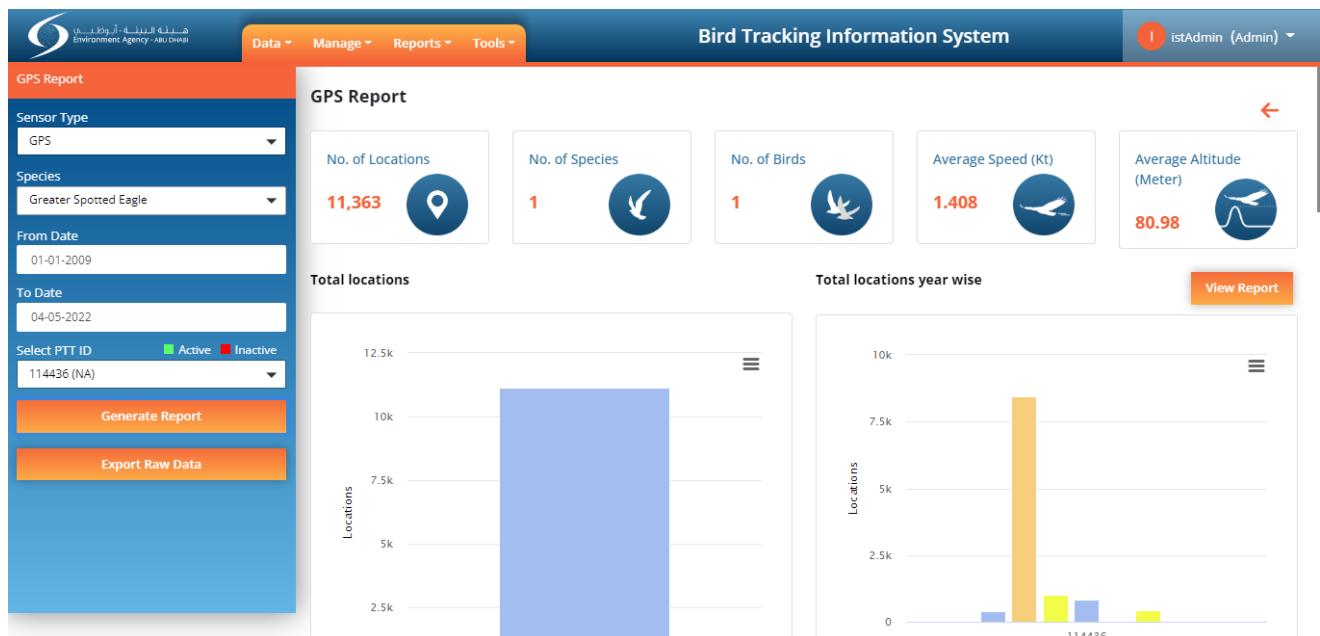 هـيـئة الـبيئـة - أبـوظـبـي
Environment Agency - ABU DHABI
Data
Manage
Reports
Tools
Bird Tracking Information System
I
istAdmin (Admin)
GPS Report
Sensor Type
GPS
Species
Greater Spotted Eagle
From Date
01-01-2009
To Date
04-05-2022
Select PTT ID
Active
Inactive
114436 (NA)
Generate Report
Export Raw Data
GPS Report
No. of Locations
11,363
No. of Species
1
No. of Birds
1
Average Speed (Kt)
1.408
Average Altitude
(Meter)
80.98
Total locations
12.5k
10k
7.5k
5k
2.5k
Locations
Total locations year wise
View Report
10k
7.5k
5k
2.5k
0
Locations
114436